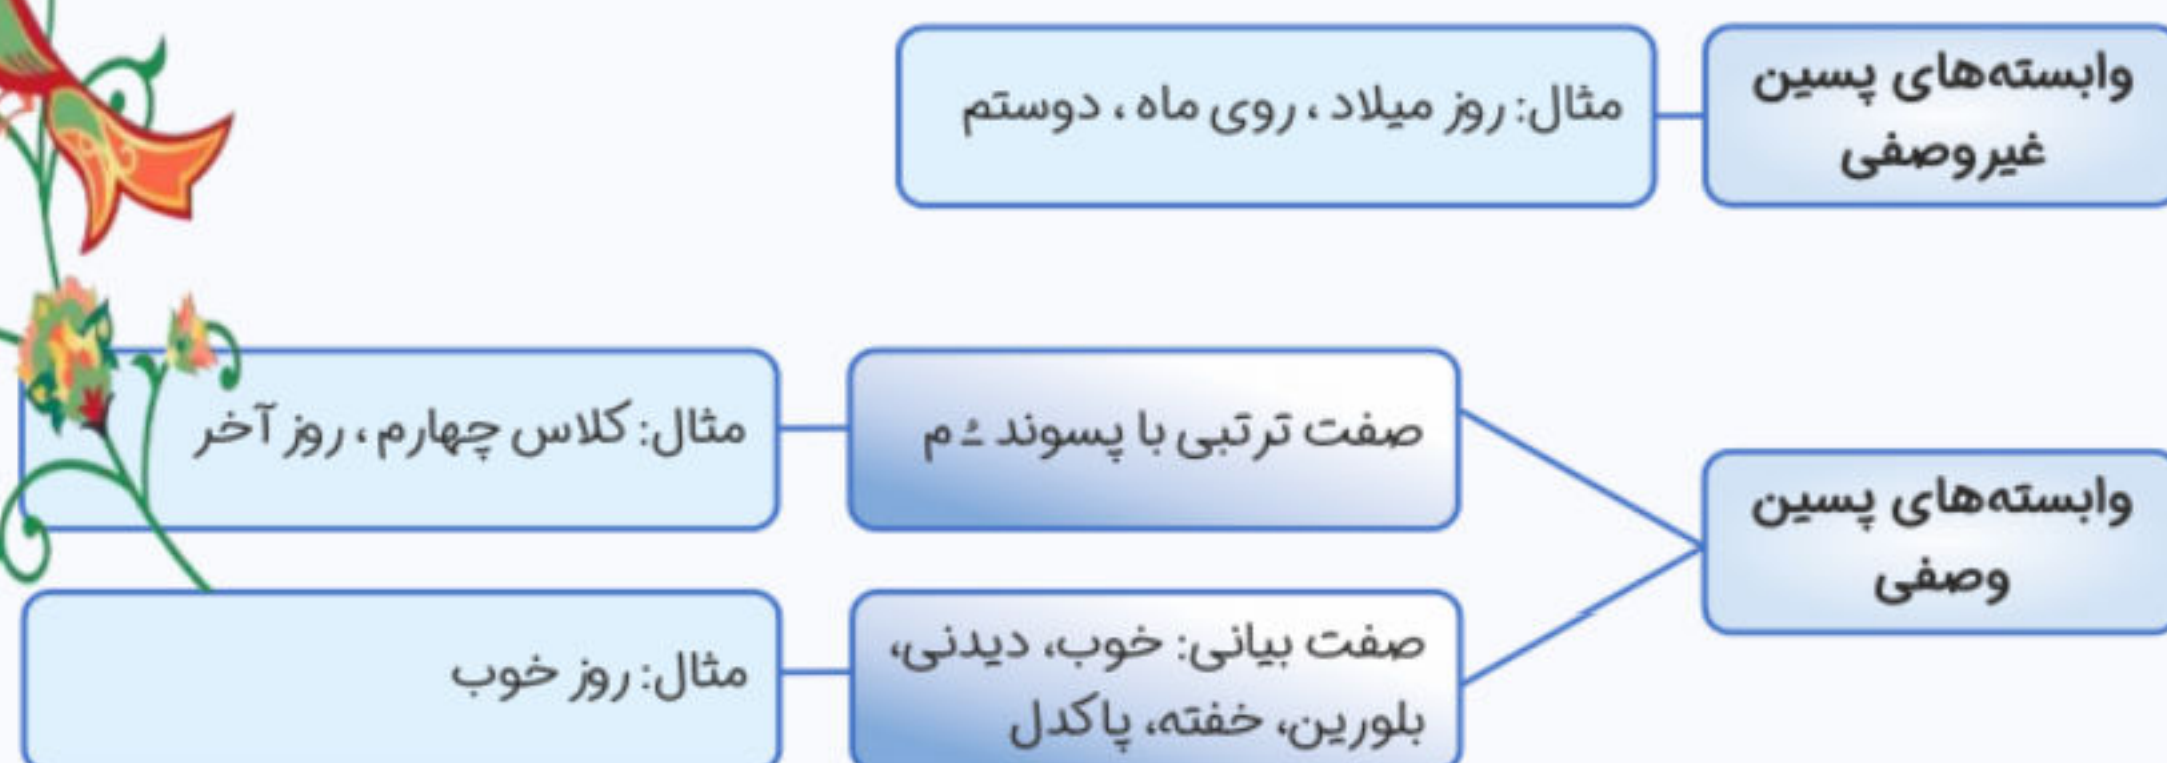 وابسته‌های پسین
غیروصفی
مثال: روز میلاد ، روی ماه ، دوستم
وابسته‌های پسین
وصفی
صفت ترتبی با پسوند ـُ م
مثال: کلاس چهارم ، روز آخر
صفت بیانی: خوب، دیدنی،
بلورین، خفته، پاکدل
مثال: روز خوب